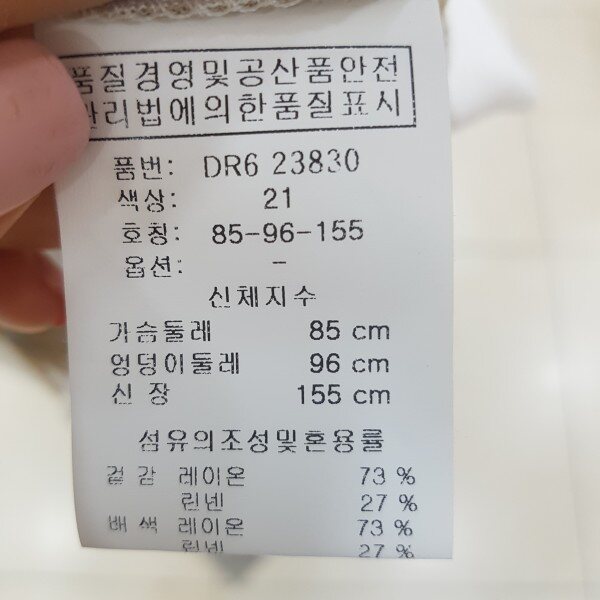 품질경영및공산품안전
관리법에의한품질표시
품번: DR6 23830
색상: 21
호칭: 85-96-155
옵션: -
신체지수
가슴둘레 85 cm
엉덩이둘레 96 cm
신 장 155 cm
섬유의조성및혼용률
겉감 레이온 73 %
린넨 27 %
배색 레이온 73 %
린넨 27 %